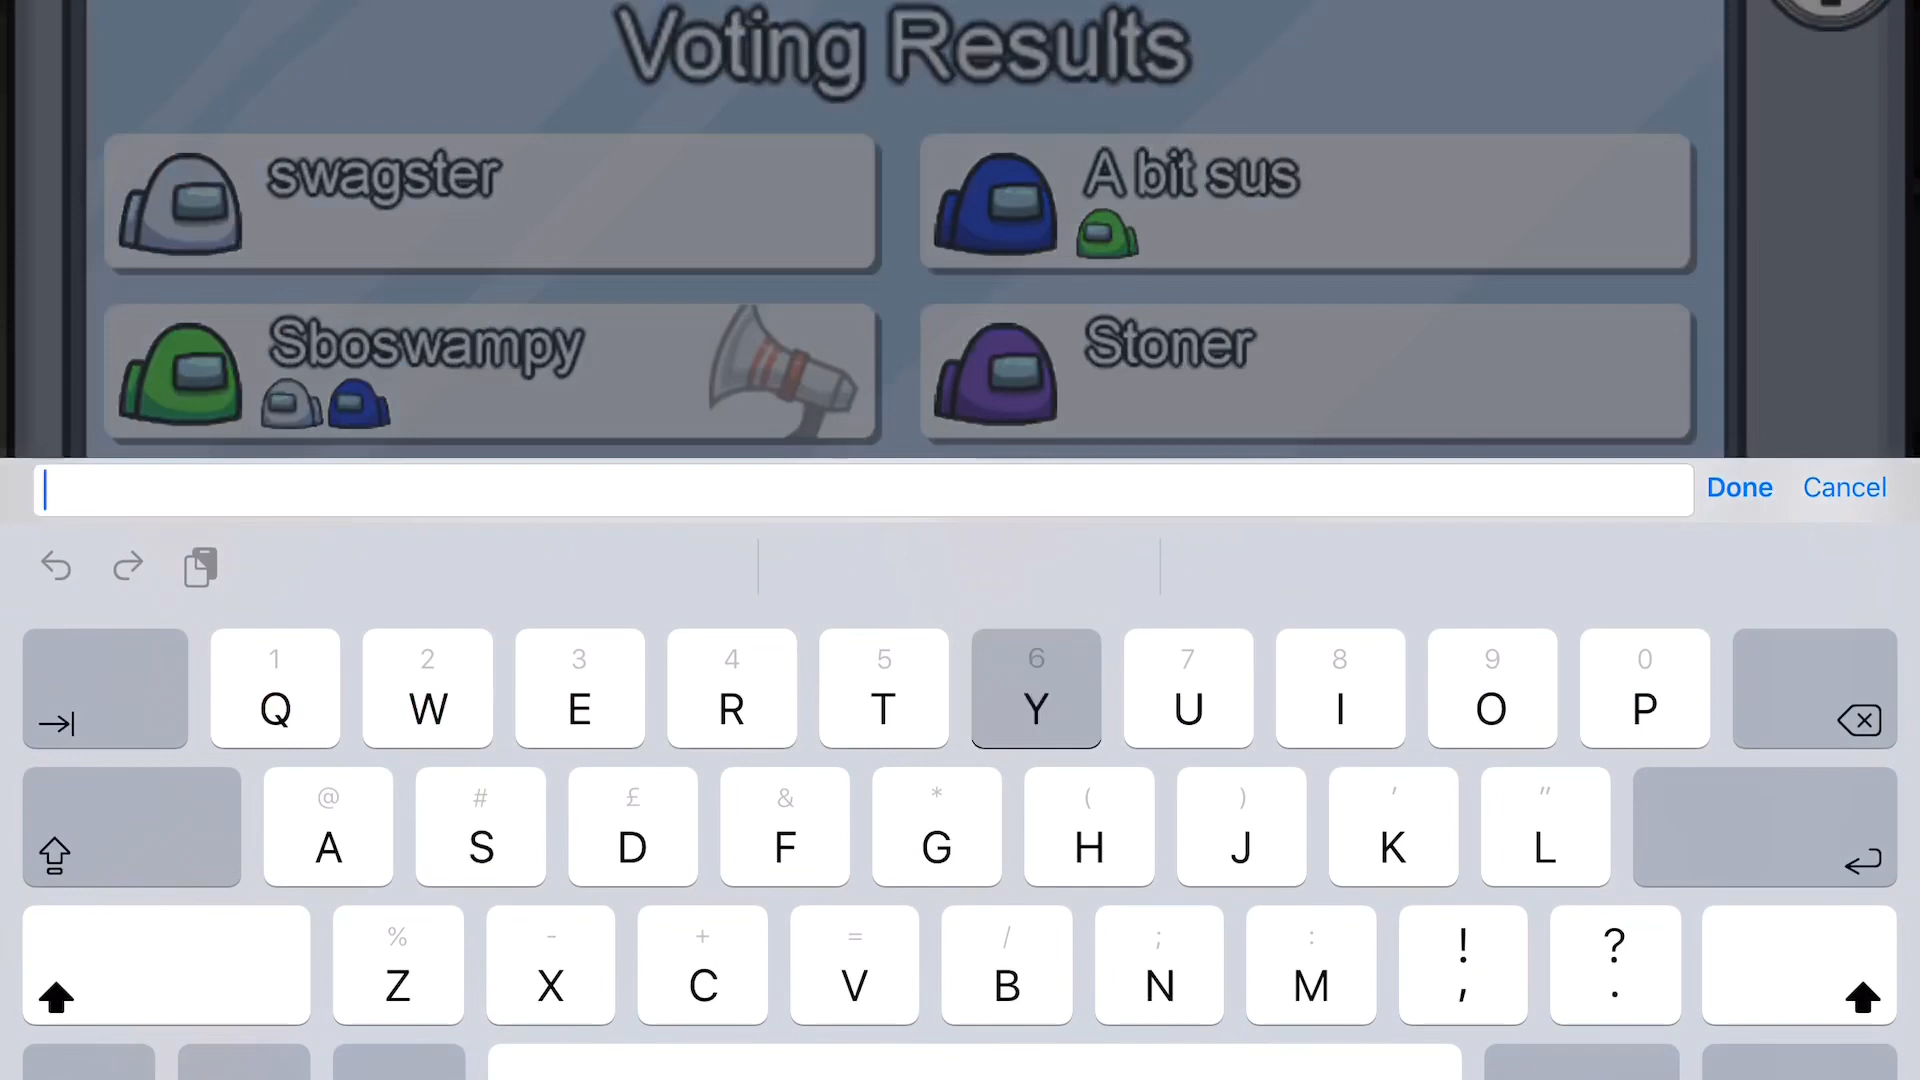 Voting Results
swagster
A bit sus
Sboswampy
Stoner
Done Cancel
1 2 3 4 5 6 7 8 9 0
Q W E R T Y U I O P
@ # £ & * ( ) ' "
A S D F G H J K L
% - + = / ; : ! ?
Z X C V B N M , .